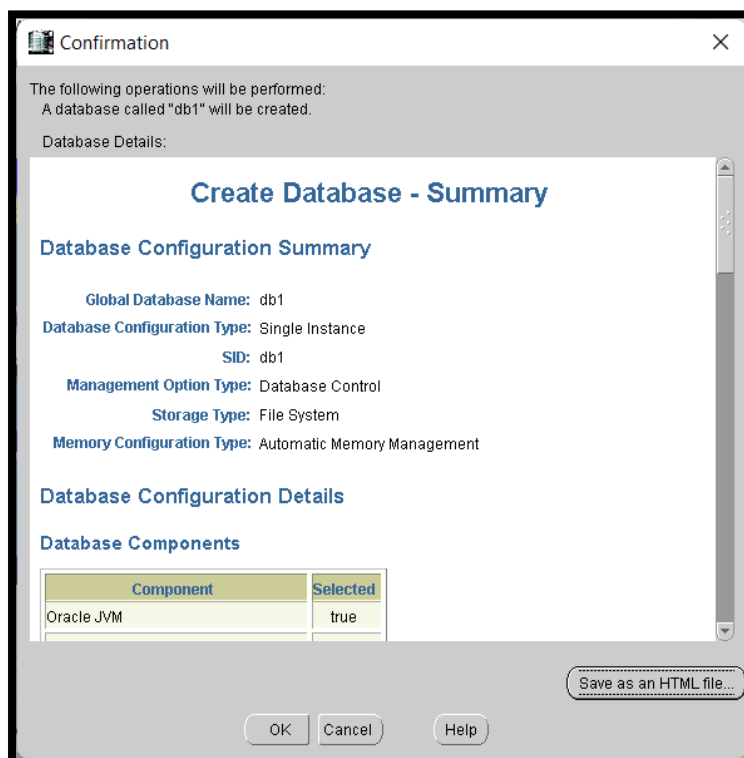 Confirmation
The following operations will be performed:
A database called "db1" will be created.
Database Details:
Create Database - Summary
Database Configuration Summary
Global Database Name: db1
Database Configuration Type: Single Instance
SID: db1
Management Option Type: Database Control
Storage Type: File System
Memory Configuration Type: Automatic Memory Management
Database Configuration Details
Database Components
Component Selected
Oracle JVM true
Save as an HTML file...
OK Cancel Help